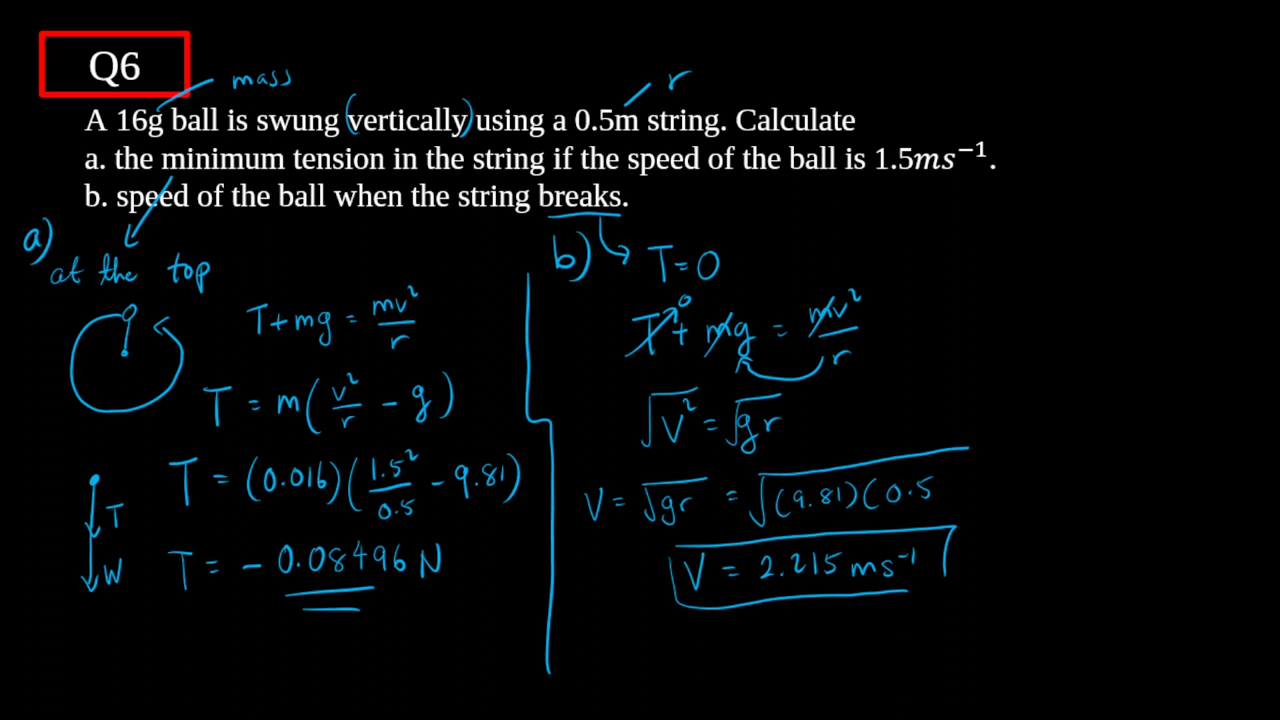 Q6
mass
r
A 16g ball is swung (vertically) using a 0.5m string. Calculate
a. the minimum tension in the string if the speed of the ball is 1.5ms⁻¹.
b. speed of the ball when the string breaks.
a)
at the top
T+mg = mv²/r
T = m(v²/r - g)
T = (0.016)(1.5²/0.5 - 9.81)
T = - 0.08496 N
T
W
b)
T=0
T⁰ + mg = mv²/r
√v² = √gr
V = √gr = √(9.81)(0.5
V = 2.215 ms⁻¹